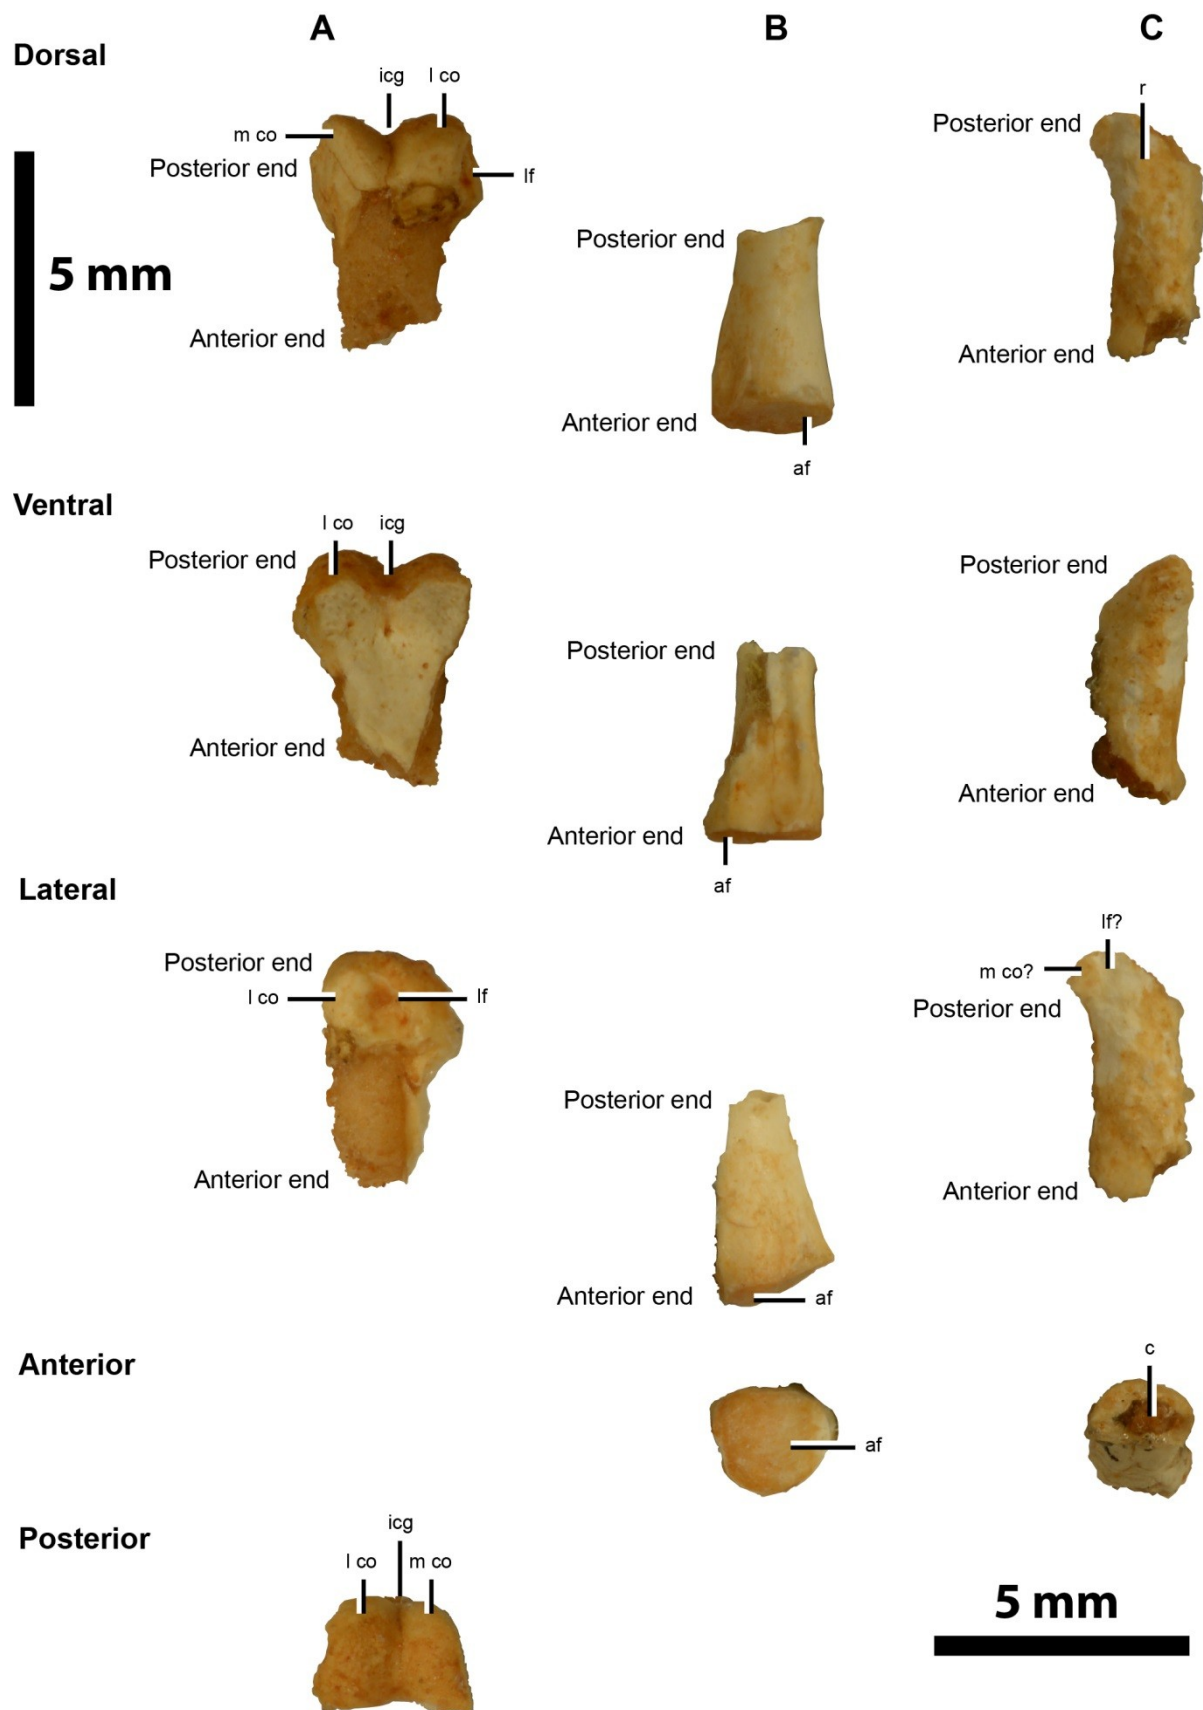 A
B
C
Dorsal
icg
l co
m co
Posterior end
lf
5 mm
Anterior end
Posterior end
Anterior end
af
r
Posterior end
Anterior end
Ventral
l co
icg
Posterior end
Anterior end
Posterior end
Anterior end
af
Posterior end
Anterior end
Lateral
Posterior end
l co
lf
Anterior end
Posterior end
Anterior end
af
lf?
m co?
Posterior end
Anterior end
Anterior
af
c
Posterior
icg
l co
m co
5 mm